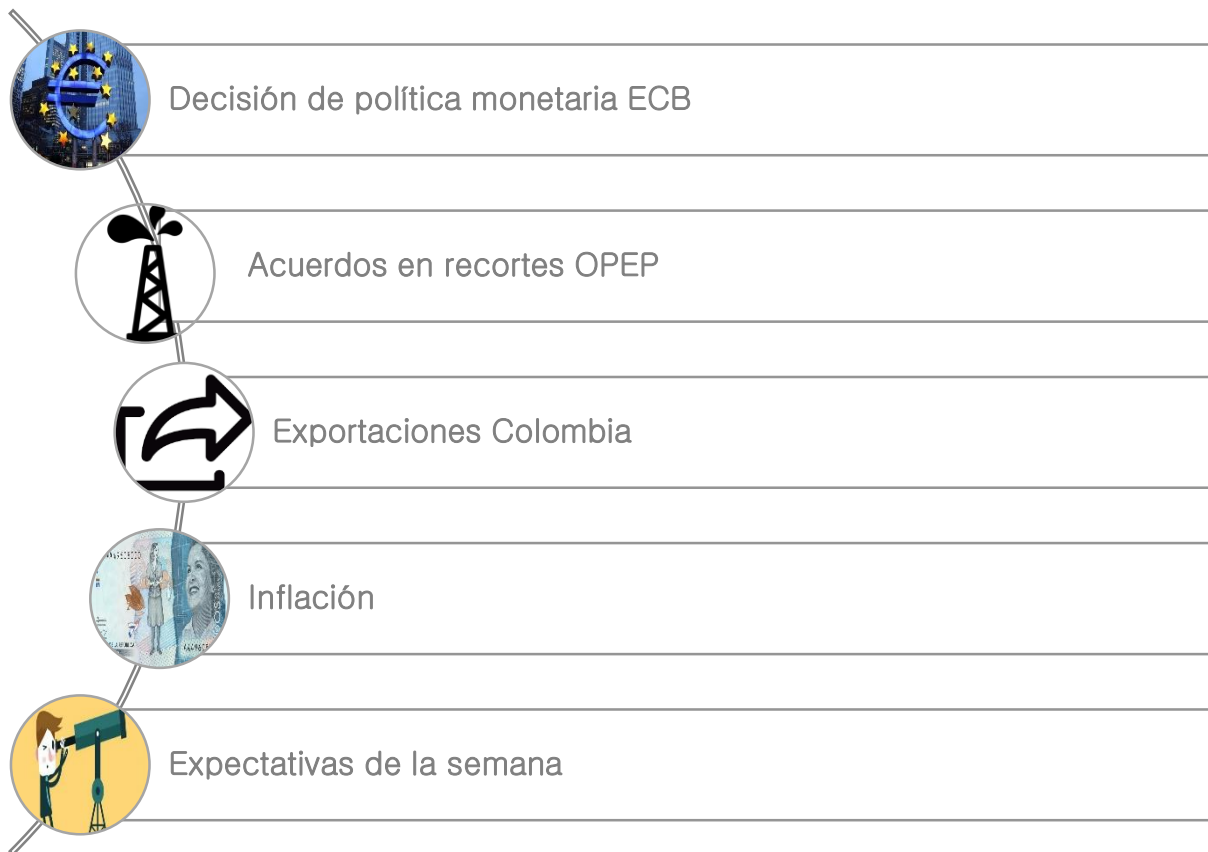 Decisión de política monetaria ECB
Acuerdos en recortes OPEP
Exportaciones Colombia
Inflación
Expectativas de la semana